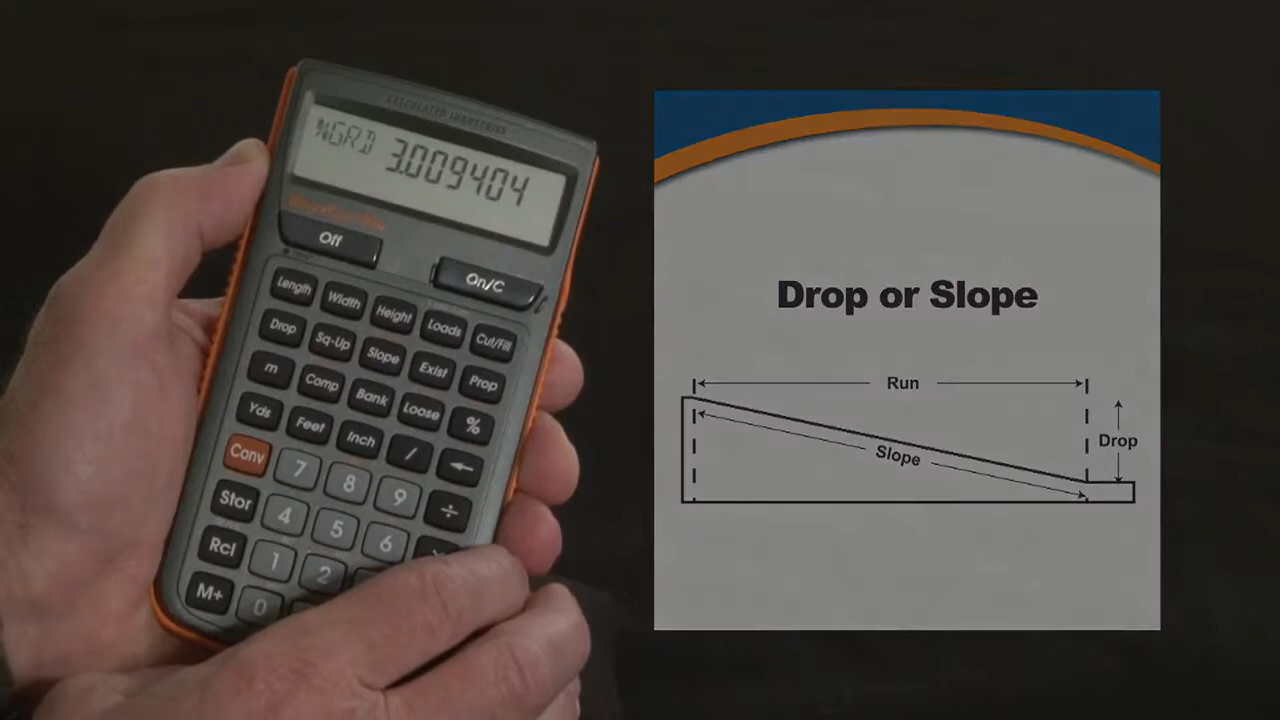 CALCULATED INDUSTRIES
%GRD 3.009404
Off
On/C
Length Width Height Loads Cut/Fill
Drop Sq-Up Slope Exist Prop
m Comp Bank Loose %
Yds Feet Inch / ←
Conv 7 8 9 ÷
Stor 4 5 6
Rcl 1 2
M+ 0
Drop or Slope
Run
Drop
Slope